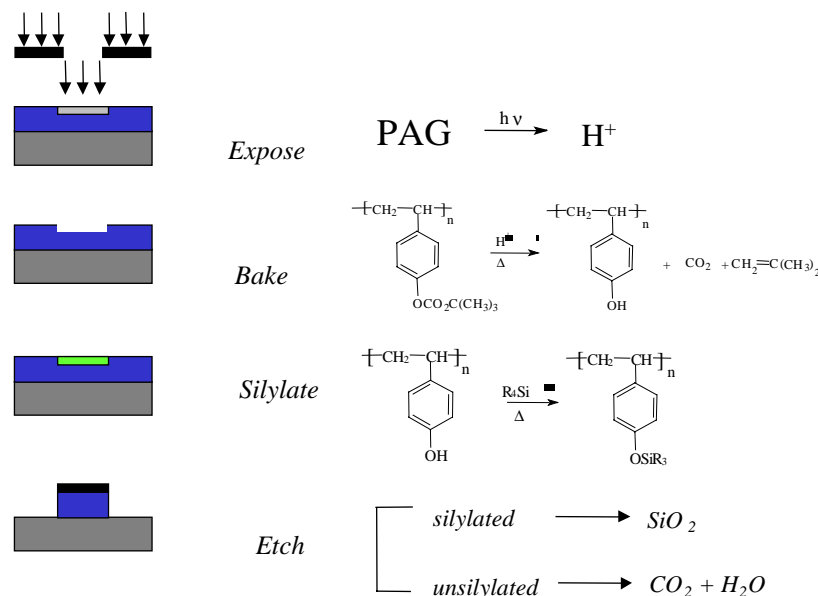 Expose PAG hν H+
[CH2-CH]n [CH2-CH]n
Bake H+ Δ + CO2 + CH2=C(CH3)2
OCO2C(CH3)3 OH
[CH2-CH]n [CH2-CH]n
Silylate R4Si Δ
OH OSiR3
silylated SiO2
Etch
unsilylated CO2 + H2O